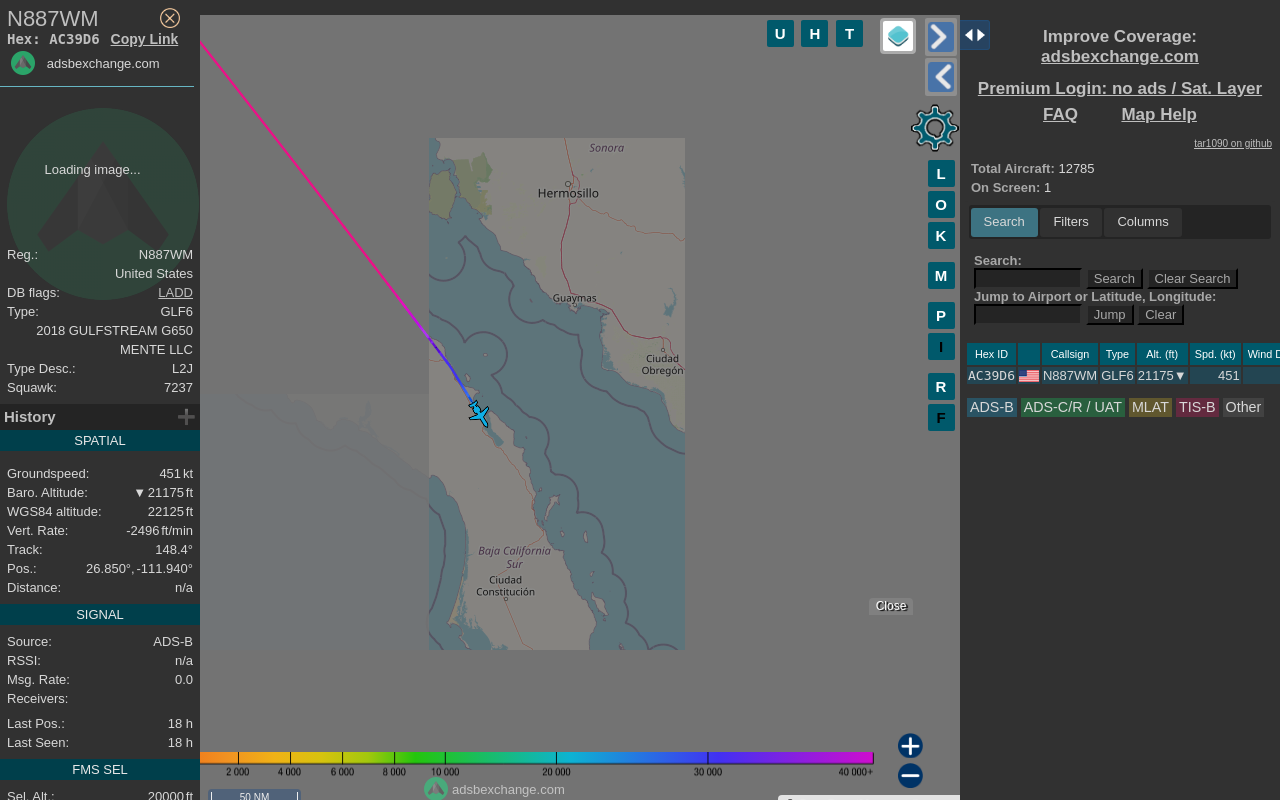 N887WM
Hex: AC39D6 Copy Link
adsbexchange.com
Loading image...
Reg.: N887WM
United States
DB flags: LADD
Type: GLF6
2018 GULFSTREAM G650
MENTE LLC
Type Desc.: L2J
Squawk: 7237
History
SPATIAL
Groundspeed: 451 kt
Baro. Altitude: ▼ 21175 ft
WGS84 altitude: 22125 ft
Vert. Rate: -2496 ft/min
Track: 148.4°
Pos.: 26.850°, -111.940°
Distance: n/a
SIGNAL
Source: ADS-B
RSSI: n/a
Msg. Rate: 0.0
Receivers:
Last Pos.: 18 h
Last Seen: 18 h
FMS SEL
Sel. Alt.: 20000 ft
U H T
L
O
K
M
P
I
R
F
Sonora
Hermosillo
Guaymas
Ciudad
Obregón
Baja California
Sur
Ciudad
Constitución
Close
2 000 4 000 6 000 8 000 10 000 20 000 30 000 40 000+
adsbexchange.com
50 NM
Improve Coverage:
adsbexchange.com
Premium Login: no ads / Sat. Layer
FAQ Map Help
tar1090 on github
Total Aircraft: 12785
On Screen: 1
Search Filters Columns
Search:
Search Clear Search
Jump to Airport or Latitude, Longitude:
Jump Clear
Hex ID Callsign Type Alt. (ft) Spd. (kt) Wind D
AC39D6 N887WM GLF6 21175▼ 451
ADS-B ADS-C/R / UAT MLAT TIS-B Other